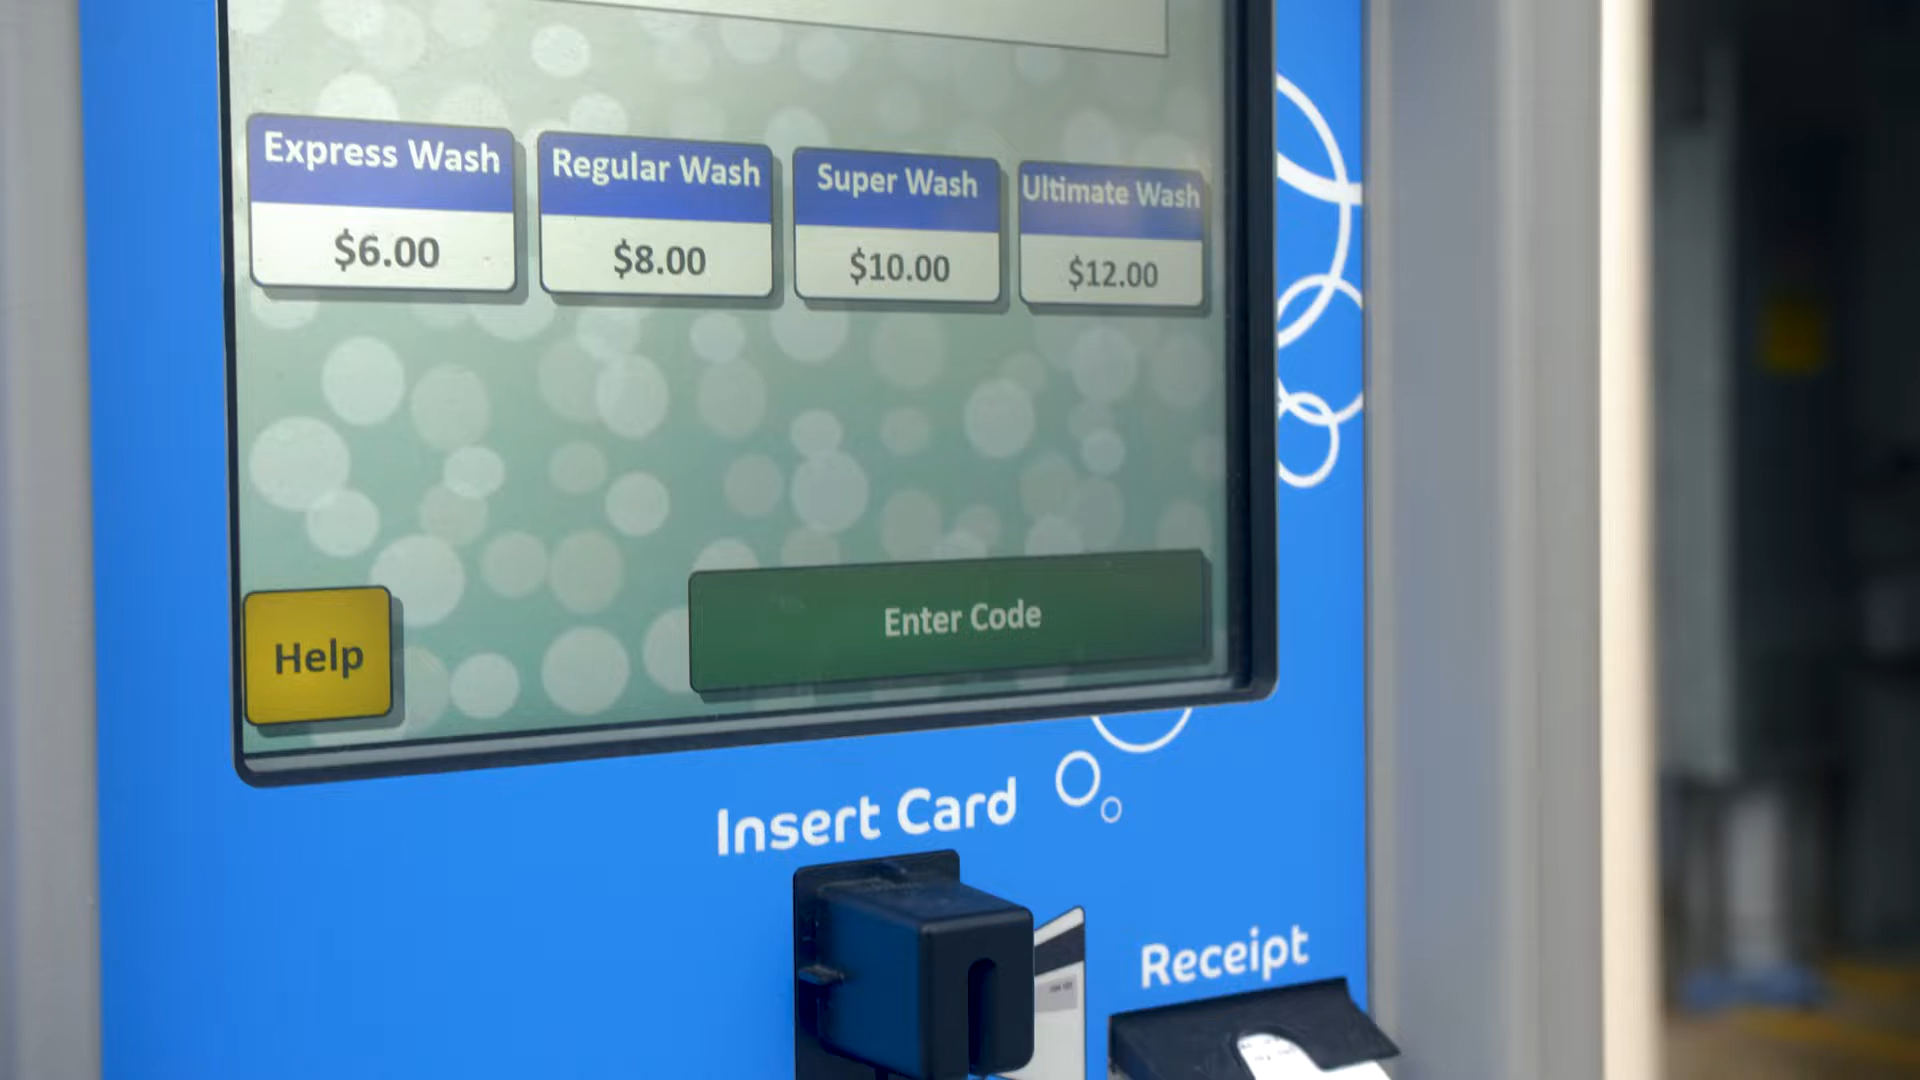 Express Wash
$6.00
Regular Wash
$8.00
Super Wash
$10.00
Ultimate Wash
$12.00
Help
Enter Code
Insert Card
Receipt